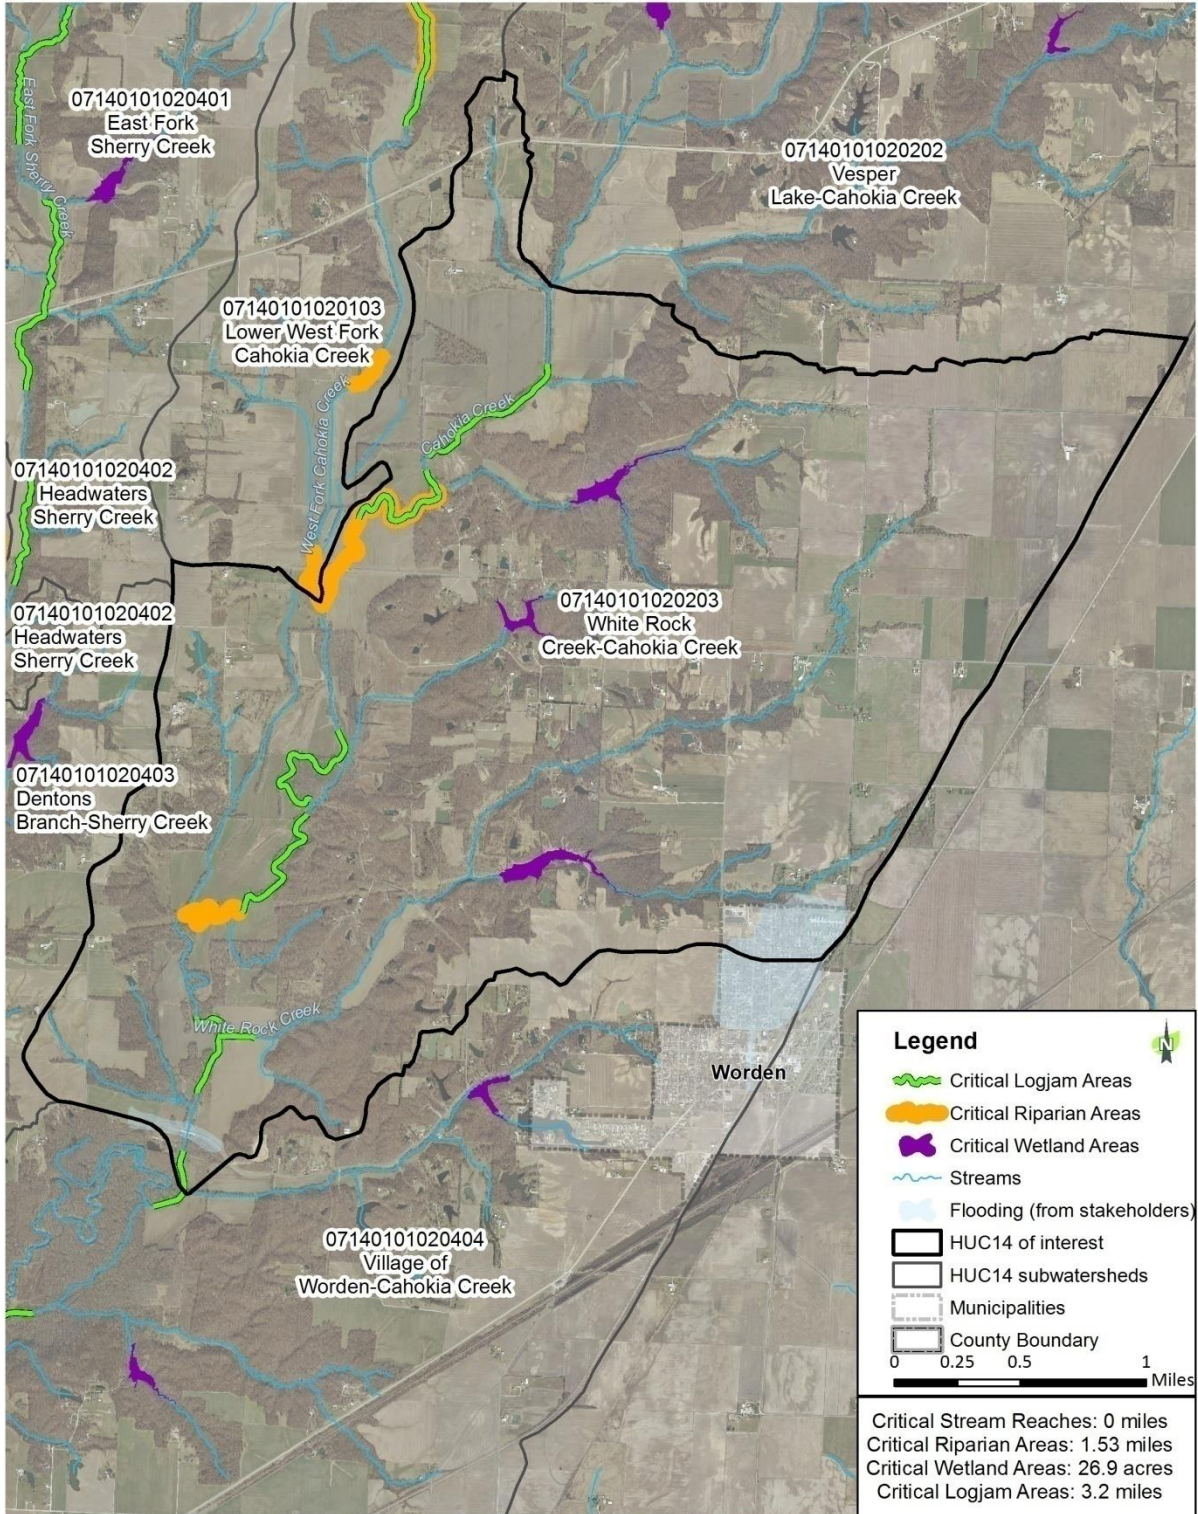 07140101020401
East Fork
Sherry Creek
East Fork Sherry Creek
07140101020202
Vesper
Lake-Cahokia Creek
07140101020103
Lower West Fork
Cahokia Creek
West Fork Cahokia Creek
Cahokia Creek
07140101020402
Headwaters
Sherry Creek
07140101020402
Headwaters
Sherry Creek
07140101020203
White Rock
Creek-Cahokia Creek
07140101020403
Dentons
Branch-Sherry Creek
White Rock Creek
Worden
07140101020404
Village of
Worden-Cahokia Creek
Legend
N
Critical Logjam Areas
Critical Riparian Areas
Critical Wetland Areas
Streams
Flooding (from stakeholders)
HUC14 of interest
HUC14 subwatersheds
Municipalities
County Boundary
0 0.25 0.5 1
Miles
Critical Stream Reaches: 0 miles
Critical Riparian Areas: 1.53 miles
Critical Wetland Areas: 26.9 acres
Critical Logjam Areas: 3.2 miles